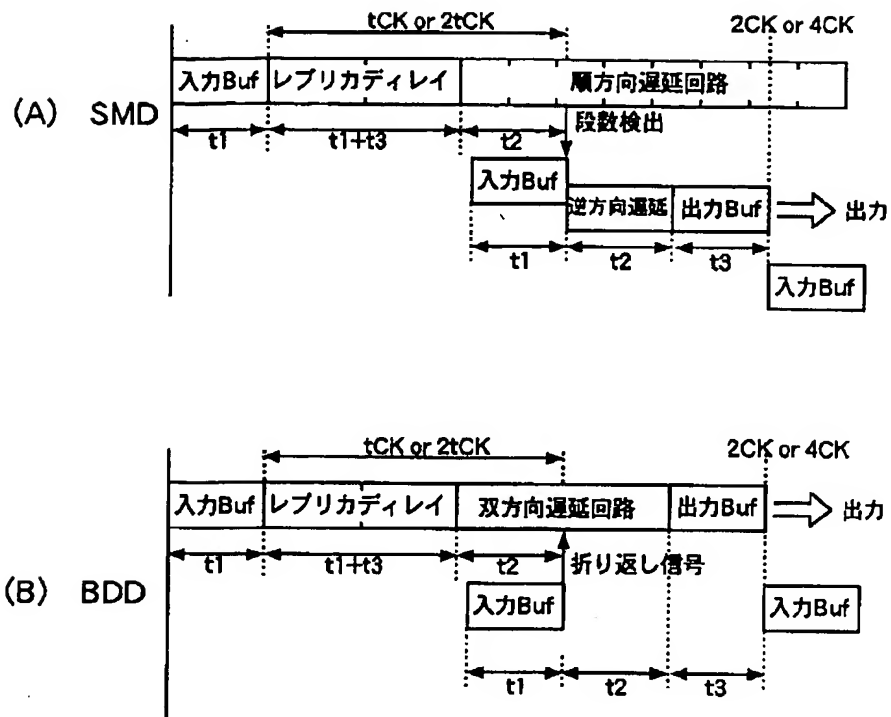 tCK or 2tCK
2CK or 4CK
入力Buf レプリカディレイ 順方向遅延回路
(A) SMD
t1 t1+t3 t2 段数検出
入力Buf 逆方向遅延 出力Buf 出力
t1 t2 t3
入力Buf
tCK or 2tCK 2CK or 4CK
入力Buf レプリカディレイ 双方向遅延回路 出力Buf 出力
t1 t1+t3 t2 折り返し信号
(B) BDD
入力Buf 入力Buf
t1 t2 t3